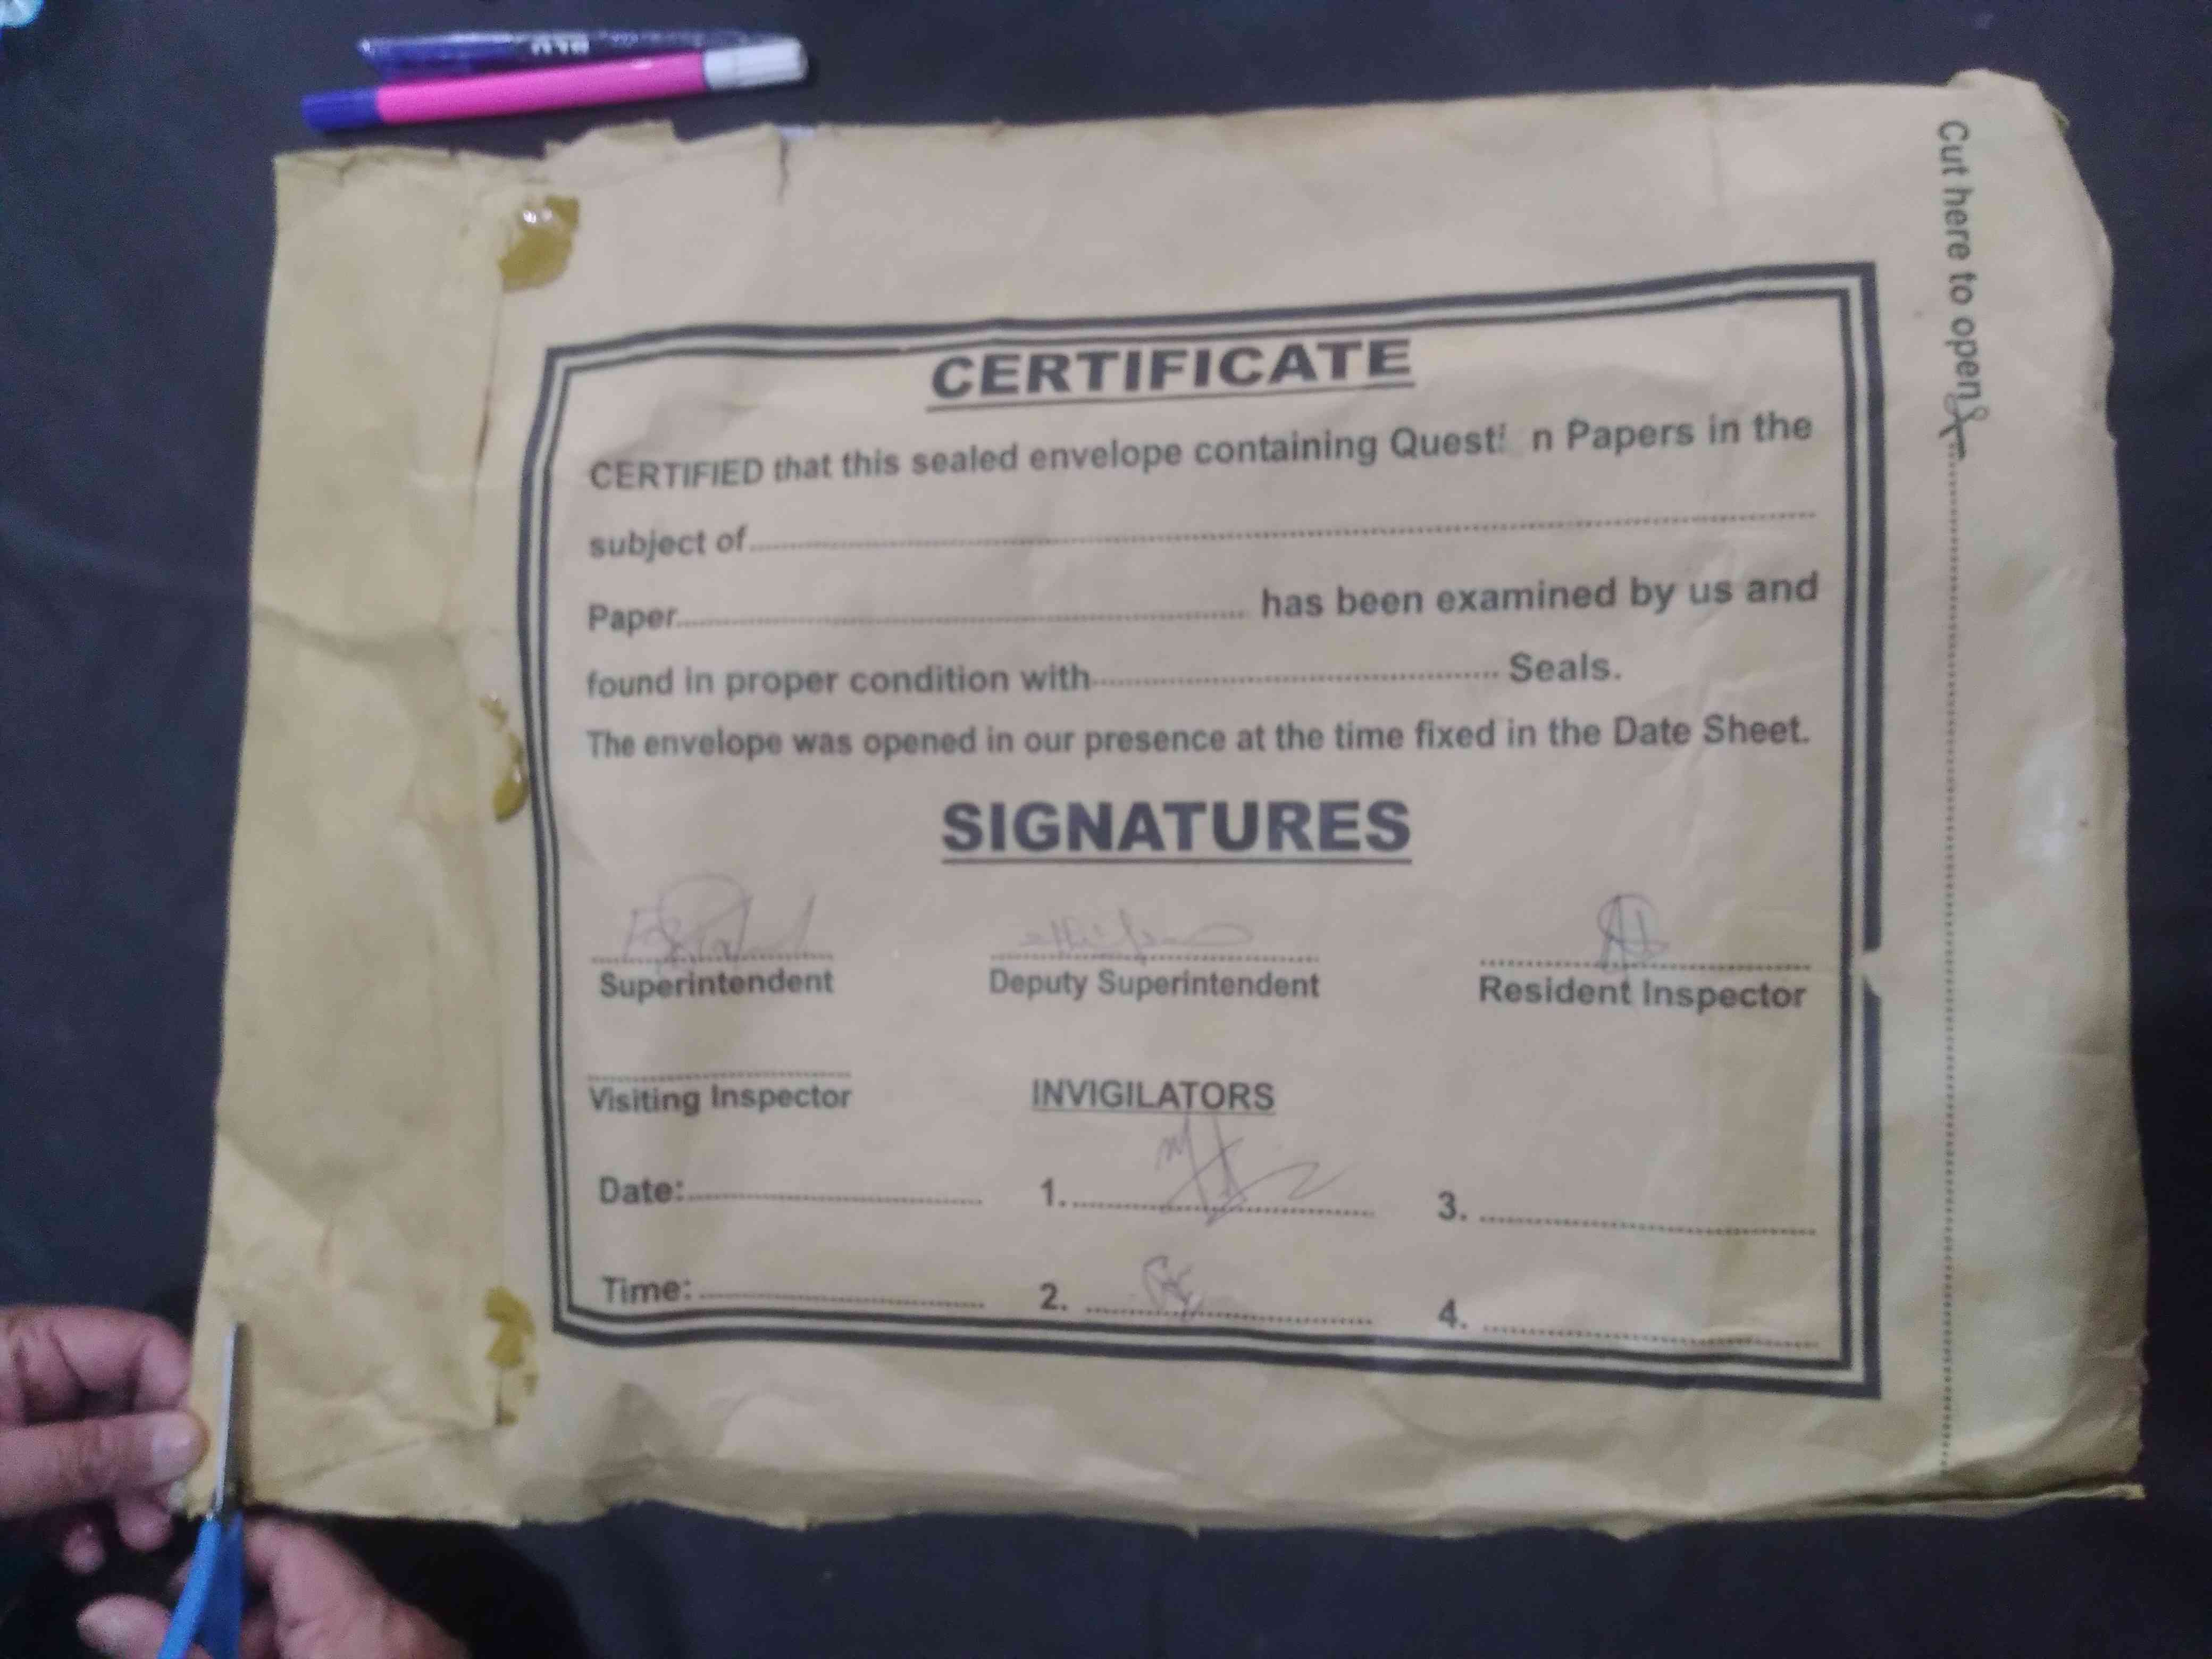 CERTIFICATE
CERTIFIED that this sealed envelope containing Questi n Papers in the
subject of
Paper has been examined by us and
found in proper condition with Seals.
The envelope was opened in our presence at the time fixed in the Date Sheet.
SIGNATURES
Superintendent Deputy Superintendent Resident Inspector
Visiting Inspector INVIGILATORS
Date: 1. 3.
Time: 2. 4.
Cut here to open